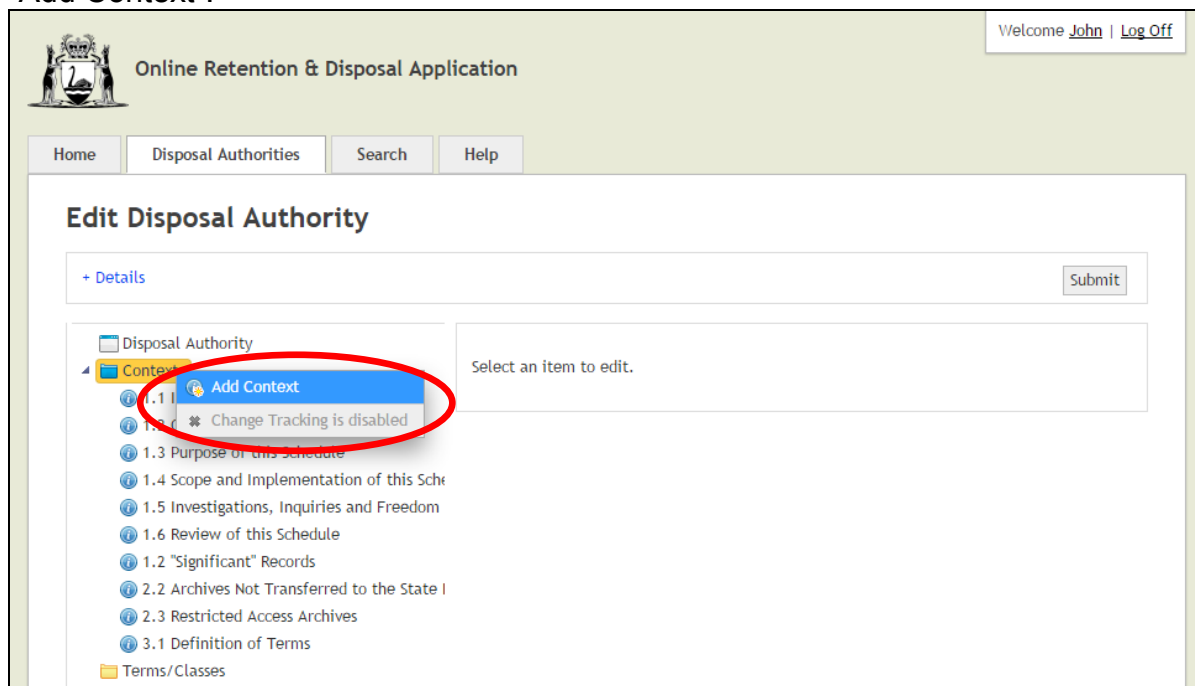 "Add Context".
Welcome John | Log Off
Online Retention & Disposal Application
Home Disposal Authorities Search Help
Edit Disposal Authority
+ Details
Submit
Disposal Authority
Select an item to edit.
Context
Add Context
1.1
Change Tracking is disabled
1.3 Purpose of this Schedule
1.4 Scope and Implementation of this Sche
1.5 Investigations, Inquiries and Freedom
1.6 Review of this Schedule
1.2 "Significant" Records
2.2 Archives Not Transferred to the State
2.3 Restricted Access Archives
3.1 Definition of Terms
Terms/Classes